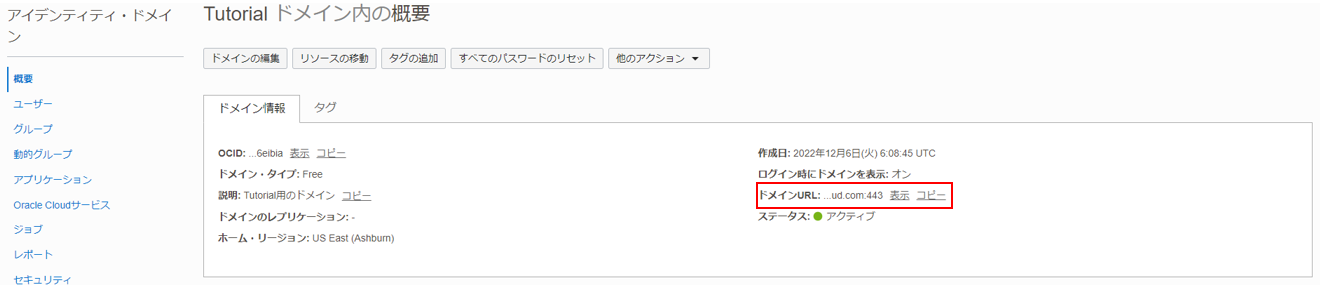 アイデンティティ・ドメイン
Tutorial ドメイン内の概要
ドメインの編集 リソースの移動 タグの追加 すべてのパスワードのリセット 他のアクション
概要
ユーザー
グループ
動的グループ
アプリケーション
Oracle Cloudサービス
ジョブ
レポート
セキュリティ
ドメイン情報 タグ
OCID: ...6eibia 表示 コピー
ドメイン・タイプ: Free
説明: Tutorial用のドメイン コピー
ドメインのレプリケーション: -
ホーム・リージョン: US East (Ashburn)
作成日: 2022年12月6日(火) 6:08:45 UTC
ログイン時にドメインを表示: オン
ドメインURL: ...ud.com:443 表示 コピー
ステータス: アクティブ